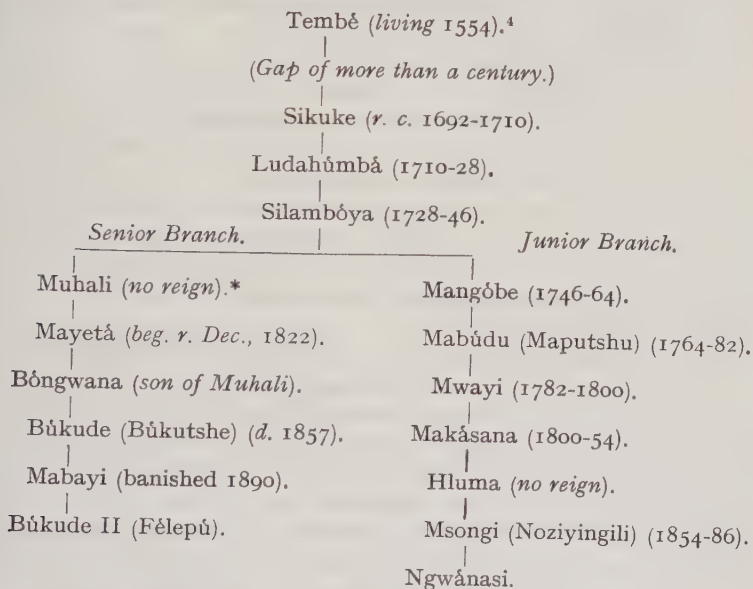 Tembé (living 1554).⁴
(Gap of more than a century.)
Sikuke (r. c. 1692-1710).
Ludahúmbá (1710-28).
Silambóya (1728-46).
Senior Branch.
Junior Branch.
Muhali (no reign).*
Mayetá (beg. r. Dec., 1822).
Bóngwana (son of Muhali).
Búkude (Búkutshe) (d. 1857).
Mabayi (banished 1890).
Búkude II (Félepú).
Mangóbe (1746-64).
Mabúdu (Maputshu) (1764-82).
Mwayi (1782-1800).
Makásana (1800-54).
Hluma (no reign).
Msongi (Noziyingili) (1854-86).
Ngwánasi.